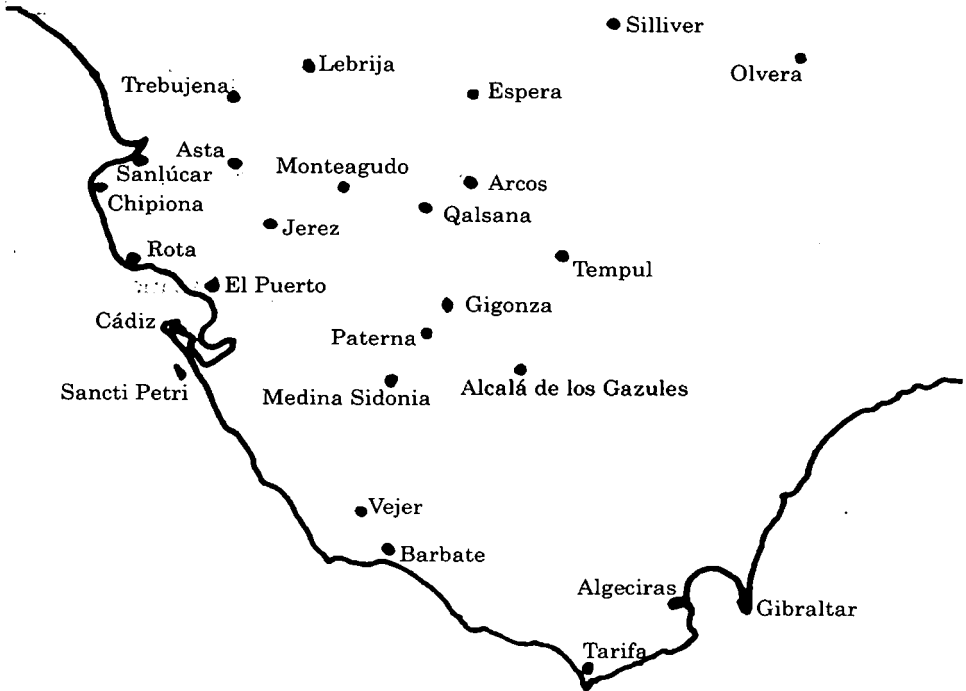 Silliver
Olvera
Lebrija
Trebujena
Espera
Asta
Sanlúcar
Monteagudo
Arcos
Chipiona
Qalsana
Jerez
Rota
Tempul
El Puerto
Gigonza
Cádiz
Paterna
Sancti Petri
Medina Sidonia
Alcalá de los Gazules
Vejer
Barbate
Algeciras
Gibraltar
Tarifa